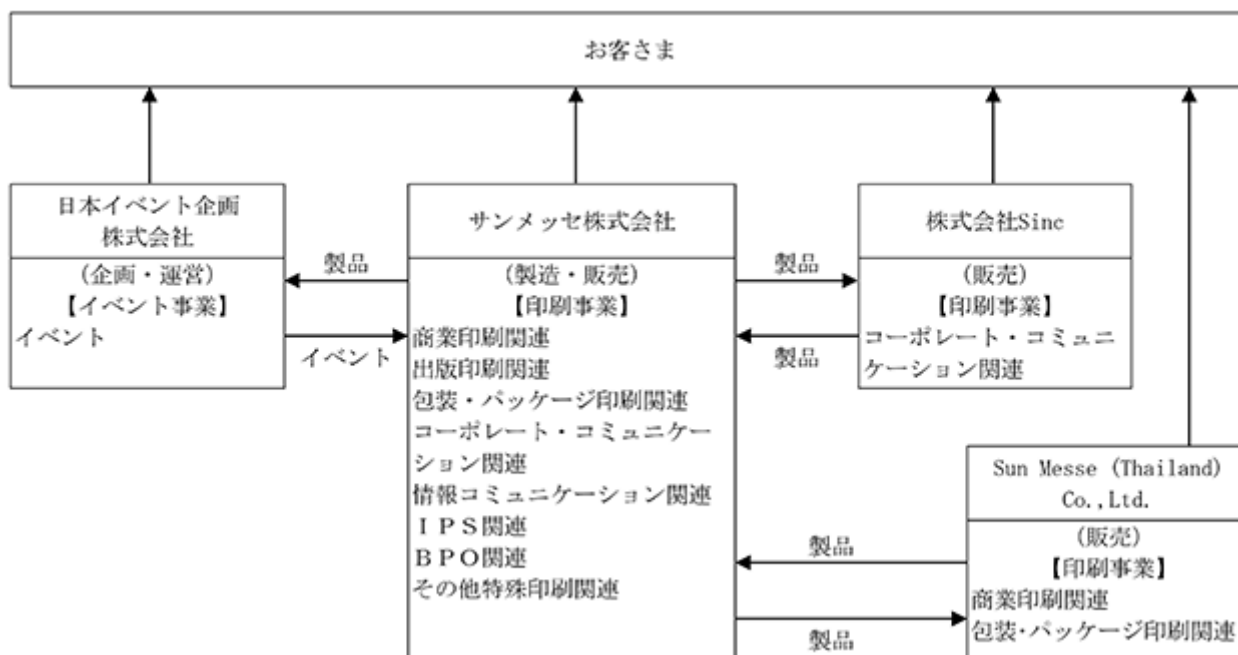 お客さま
日本イベント企画
株式会社
(企画・運営)
【イベント事業】
イベント
製品
イベント
サンメッセ株式会社
(製造・販売)
【印刷事業】
商業印刷関連
出版印刷関連
包装・パッケージ印刷関連
コーポレート・コミュニケー
ション関連
情報コミュニケーション関連
ＩＰＳ関連
ＢＰＯ関連
その他特殊印刷関連
製品
製品
株式会社Sinc
(販売)
【印刷事業】
コーポレート・コミュニ
ケーション関連
製品
製品
Sun Messe (Thailand)
Co.,Ltd.
(販売)
【印刷事業】
商業印刷関連
包装・パッケージ印刷関連